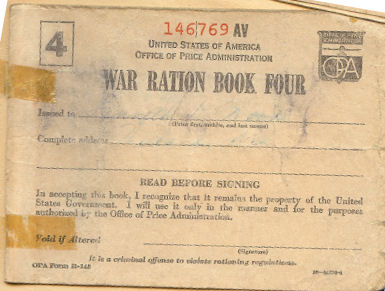 146769 AV
4
UNITED STATES OF AMERICA
OFFICE OF PRICE ADMINISTRATION
OPA
WAR RATION BOOK FOUR
Issued to
(Print first, middle, and last names)
Complete address
READ BEFORE SIGNING
In accepting this book, I recognize that it remains the property of the United
States Government. I will use it only in the manner and for the purposes
authorized by the Office of Price Administration.
Void if Altered
(Signature)
It is a criminal offense to violate rationing regulations.
OPA Form R-145